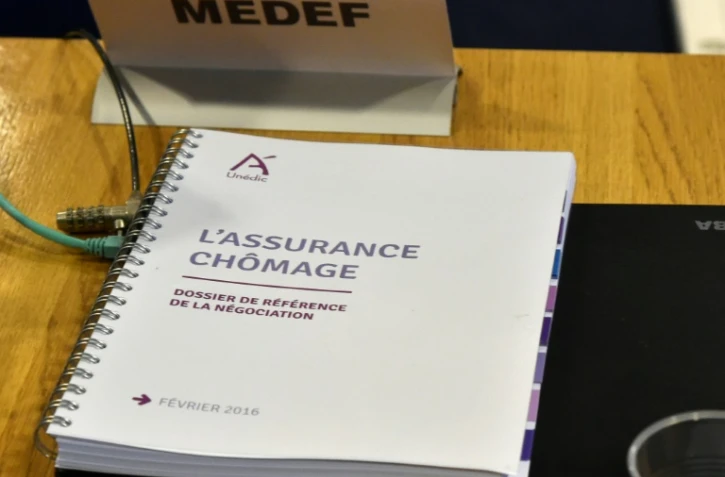 MEDEF
Unédic
L'ASSURANCE
CHÔMAGE
DOSSIER DE RÉFÉRENCE
DE LA NÉGOCIATION
FÉVRIER 2016